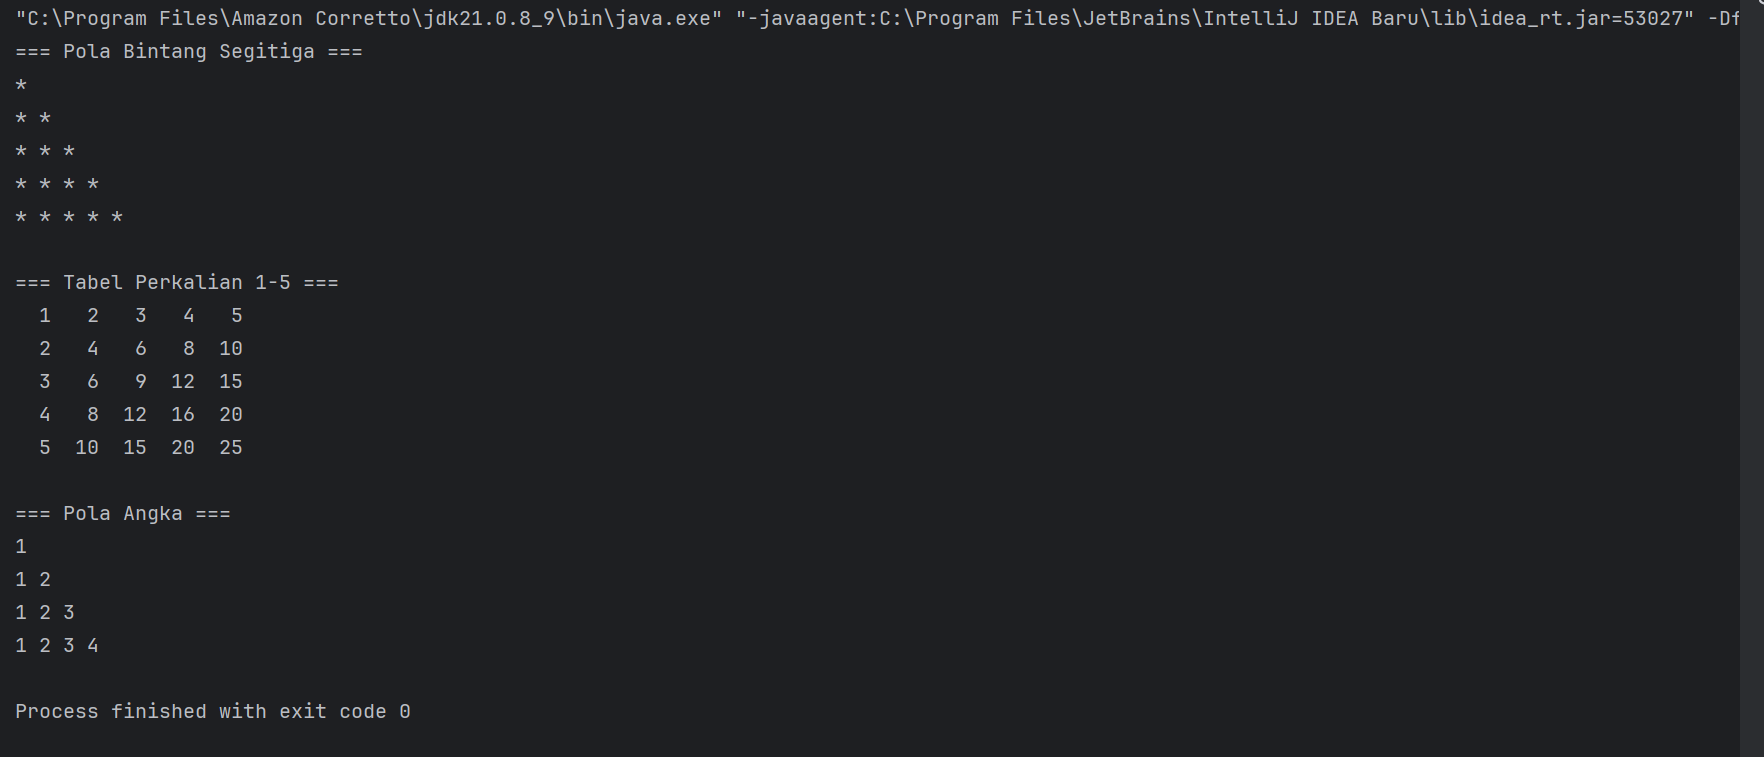 "C:\Program Files\Amazon Corretto\jdk21.0.8_9\bin\java.exe" "-javaagent:C:\Program Files\JetBrains\IntelliJ IDEA Baru\lib\idea_rt.jar=53027" -Df
=== Pola Bintang Segitiga ===
*
* *
* * *
* * * *
* * * * *
=== Tabel Perkalian 1-5 ===
  1   2   3   4   5
  2   4   6   8  10
  3   6   9  12  15
  4   8  12  16  20
  5  10  15  20  25
=== Pola Angka ===
1
1 2
1 2 3
1 2 3 4
Process finished with exit code 0